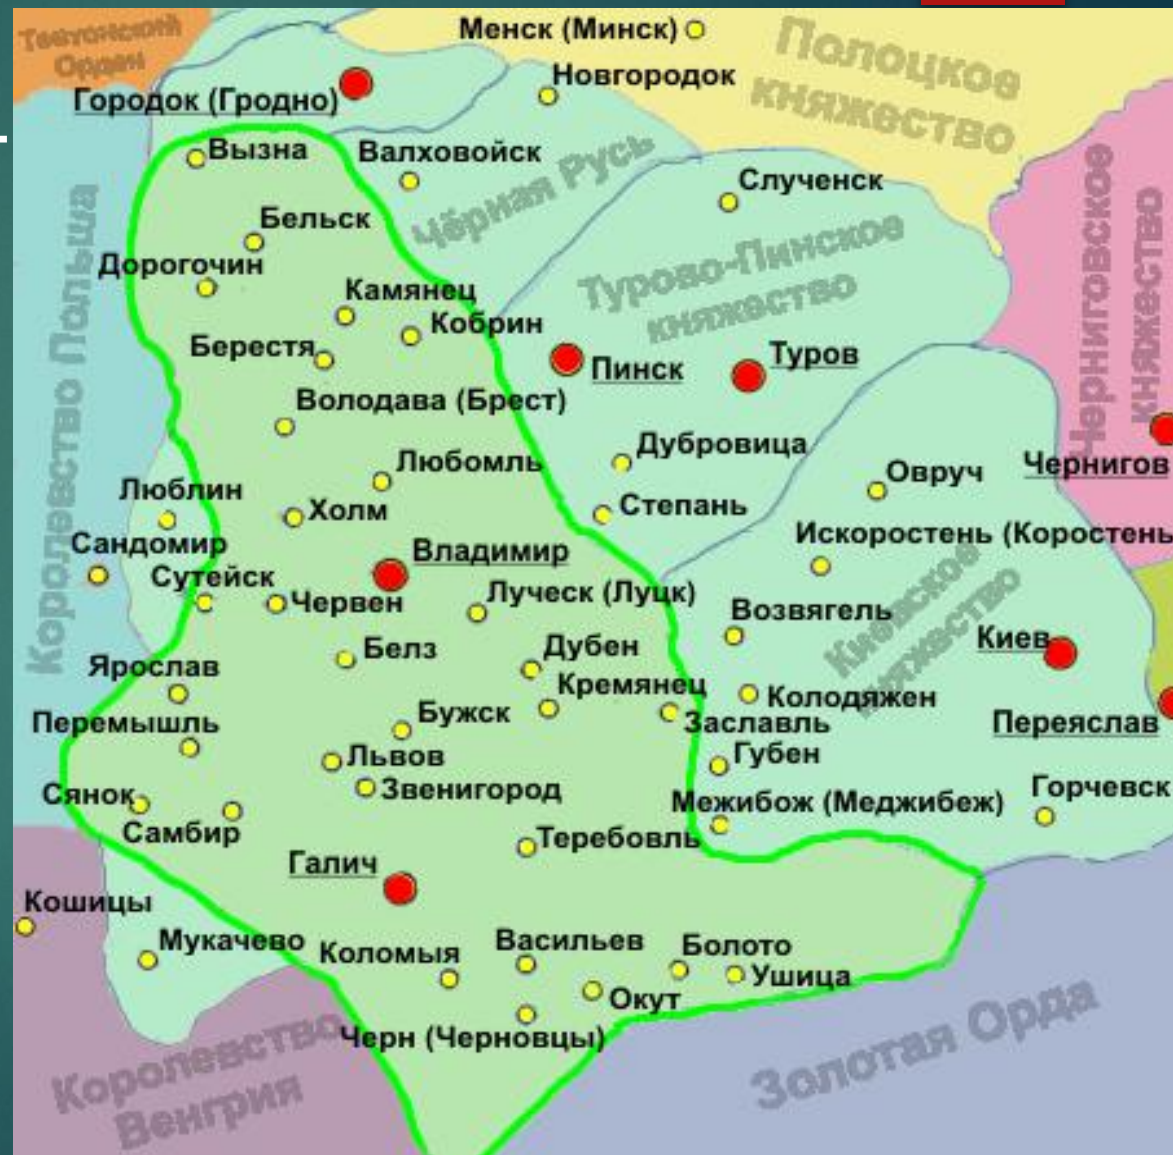 Тевтонский
Орден
Менск (Минск)
Полоцкое
княжество
Новгородок
Городок (Гродно)
Вызна
Валховойск
Чёрная Русь
Слученск
Черниговское
княжество
Бельск
Дорогочин
Королевство Польша
Турово-Пинское
княжество
Камянец
Кобрин
Берестя
Пинск
Туров
Володава (Брест)
Дубровица
Чернигов
Любомль
Овруч
Люблин
Холм
Степань
Сандомир
Искоростень (Коростень
Владимир
Сутейск
Червен
Луческ (Луцк)
Возвягель
Киевское
княжество
Киев
Белз
Дубен
Ярослав
Кремянец
Колодяжен
Перемышль
Бужск
Заславль
Переяслав
Львов
Губен
Звенигород
Сянок
Межибож (Меджибеж)
Горчевск
Самбир
Теребовль
Галич
Кошицы
Мукачево
Коломыя
Васильев
Болото
Ушица
Окут
Черн (Черновцы)
Королевство
Венгрия
Золотая Орда